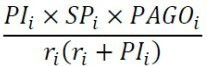 PI_i × SP_i × PAGO_i
r_i(r_i + PI_i)